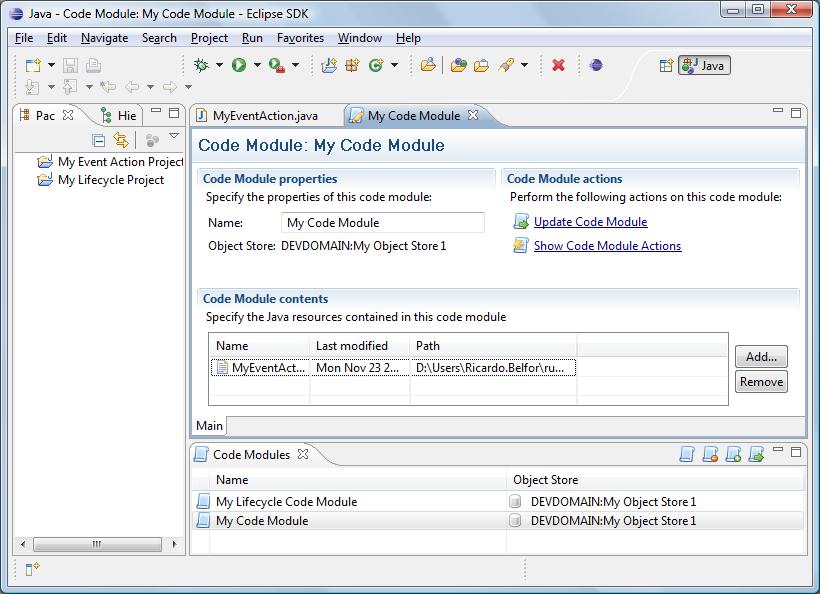 Java - Code Module: My Code Module - Eclipse SDK
File Edit Navigate Search Project Run Favorites Window Help
Java
Pac Hie
MyEventAction.java My Code Module
Code Module: My Code Module
My Event Action Project
My Lifecycle Project
Code Module properties
Specify the properties of this code module:
Name: My Code Module
Object Store: DEVDOMAIN:My Object Store 1
Code Module actions
Perform the following actions on this code module:
Update Code Module
Show Code Module Actions
Code Module contents
Specify the Java resources contained in this code module
Name Last modified Path
MyEventAct... Mon Nov 23 2... D:\Users\Ricardo.Belfor\ru...
Add...
Remove
Main
Code Modules
Name Object Store
My Lifecycle Code Module DEVDOMAIN:My Object Store 1
My Code Module DEVDOMAIN:My Object Store 1